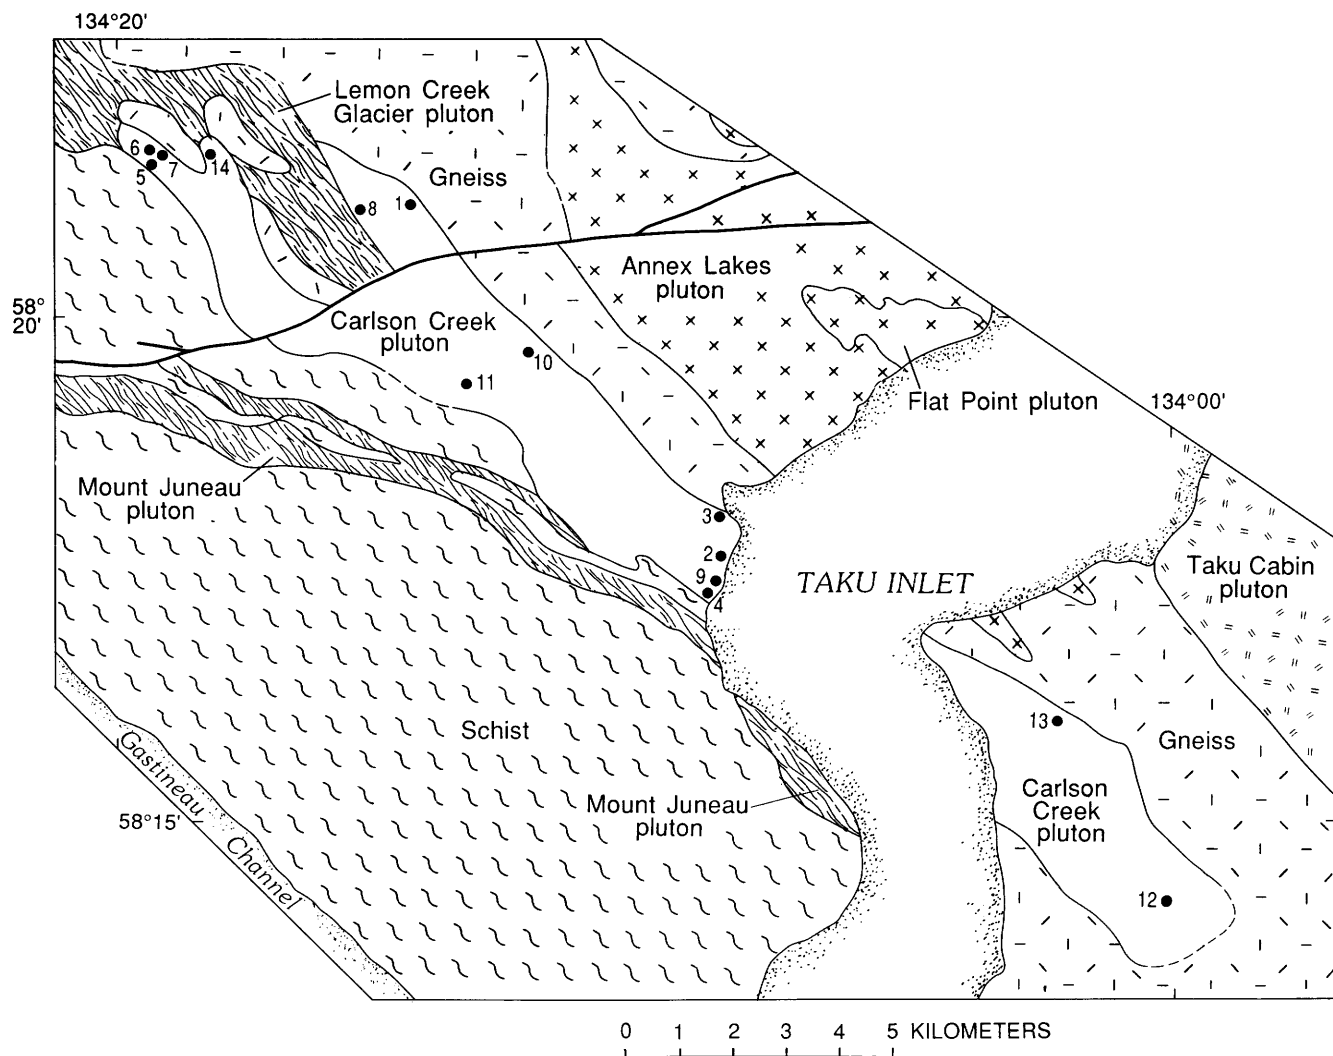 134°20'
Lemon Creek
Glacier pluton
6
7
5
14
Gneiss
8
1
Annex Lakes
pluton
58°
20'
Carlson Creek
pluton
10
11
Flat Point pluton
134°00'
Mount Juneau
pluton
3
2
9
4
TAKU INLET
Taku Cabin
pluton
Schist
13
Gneiss
Gastineau Channel
58°15'
Mount Juneau
pluton
Carlson
Creek
pluton
12
0 1 2 3 4 5 KILOMETERS